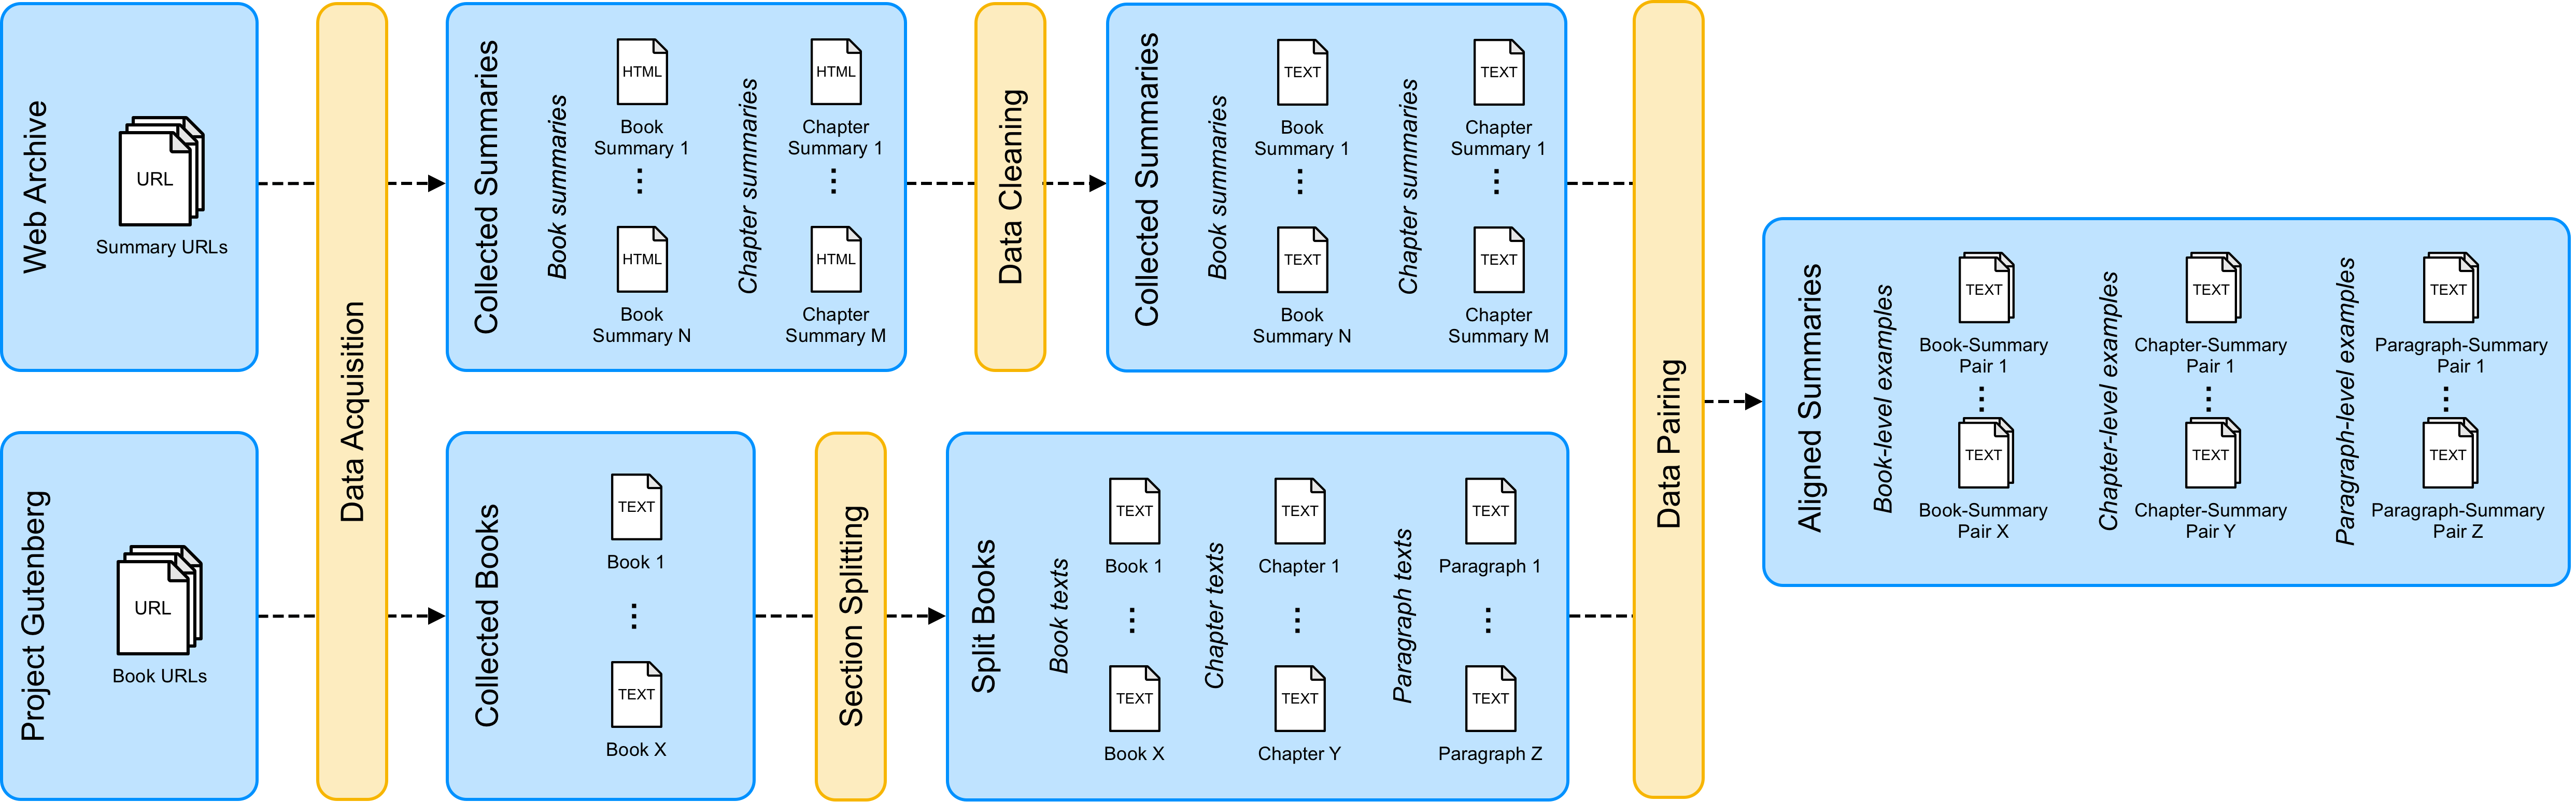 Web Archive
URL
Summary URLs
Project Gutenberg
URL
Book URLs
Data Acquisition
Collected Summaries
Book summaries
HTML
Book
Summary 1
HTML
Book
Summary N
Chapter summaries
HTML
Chapter
Summary 1
HTML
Chapter
Summary M
Data Cleaning
Collected Summaries
Book summaries
TEXT
Book
Summary 1
TEXT
Book
Summary N
Chapter summaries
TEXT
Chapter
Summary 1
TEXT
Chapter
Summary M
Collected Books
TEXT
Book 1
TEXT
Book X
Section Splitting
Split Books
Book texts
TEXT
Book 1
TEXT
Book X
Chapter texts
TEXT
Chapter 1
TEXT
Chapter Y
Paragraph texts
TEXT
Paragraph 1
TEXT
Paragraph Z
Data Pairing
Aligned Summaries
Book-level examples
TEXT
Book-Summary
Pair 1
TEXT
Book-Summary
Pair X
Chapter-level examples
TEXT
Chapter-Summary
Pair 1
TEXT
Chapter-Summary
Pair Y
Paragraph-level examples
TEXT
Paragraph-Summary
Pair 1
TEXT
Paragraph-Summary
Pair Z